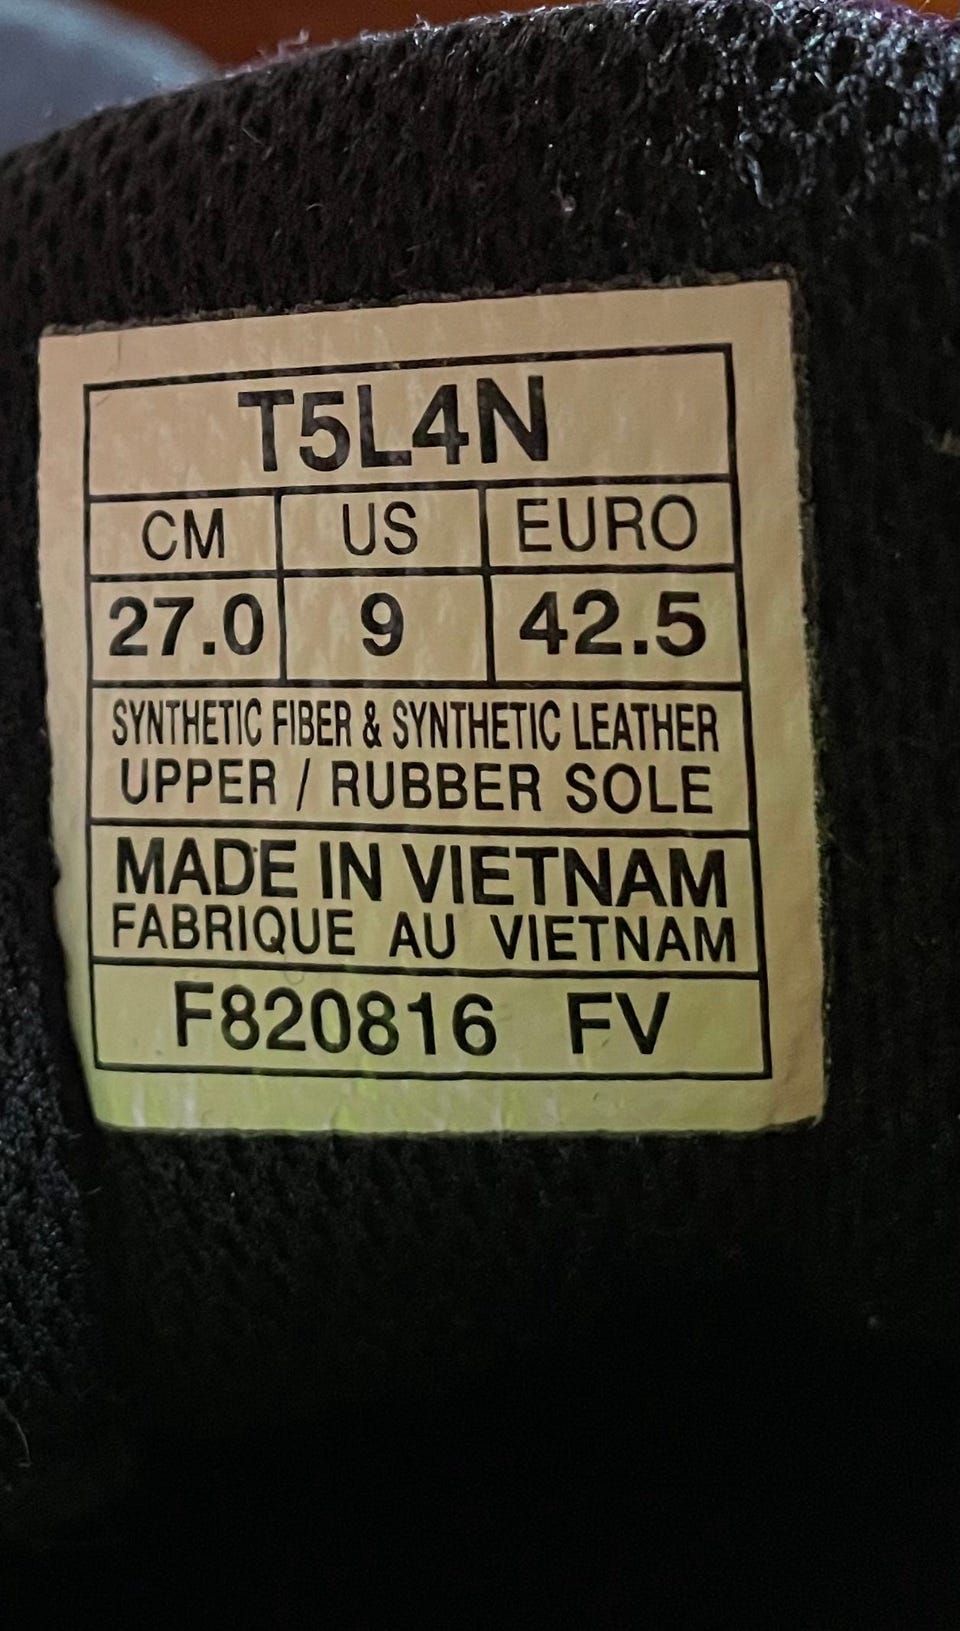 T5L4N
CM US EURO
27.0 9 42.5
SYNTHETIC FIBER & SYNTHETIC LEATHER
UPPER / RUBBER SOLE
MADE IN VIETNAM
FABRIQUE AU VIETNAM
F820816 FV